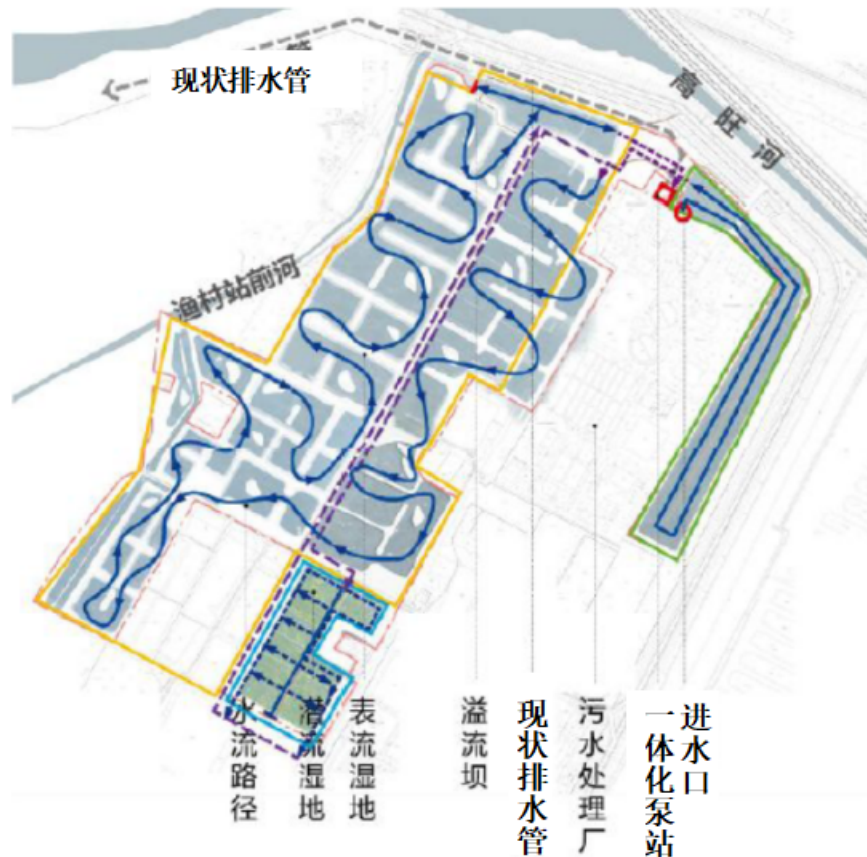 现状排水管
高旺河
渔村站前河
水流路径
潜流湿地
表流湿地
溢流坝
现状排水管
污水处理厂
一体化泵站
进水口